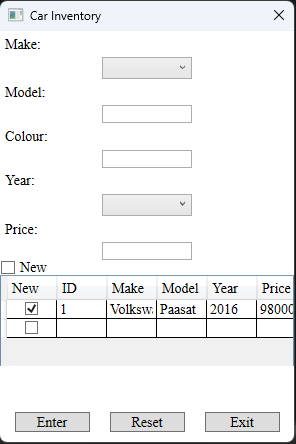 Car Inventory
Make:
Model:
Colour:
Year:
Price:
New
New ID Make Model Year Price
1 Volksw Paasat 2016 98000
Enter Reset Exit